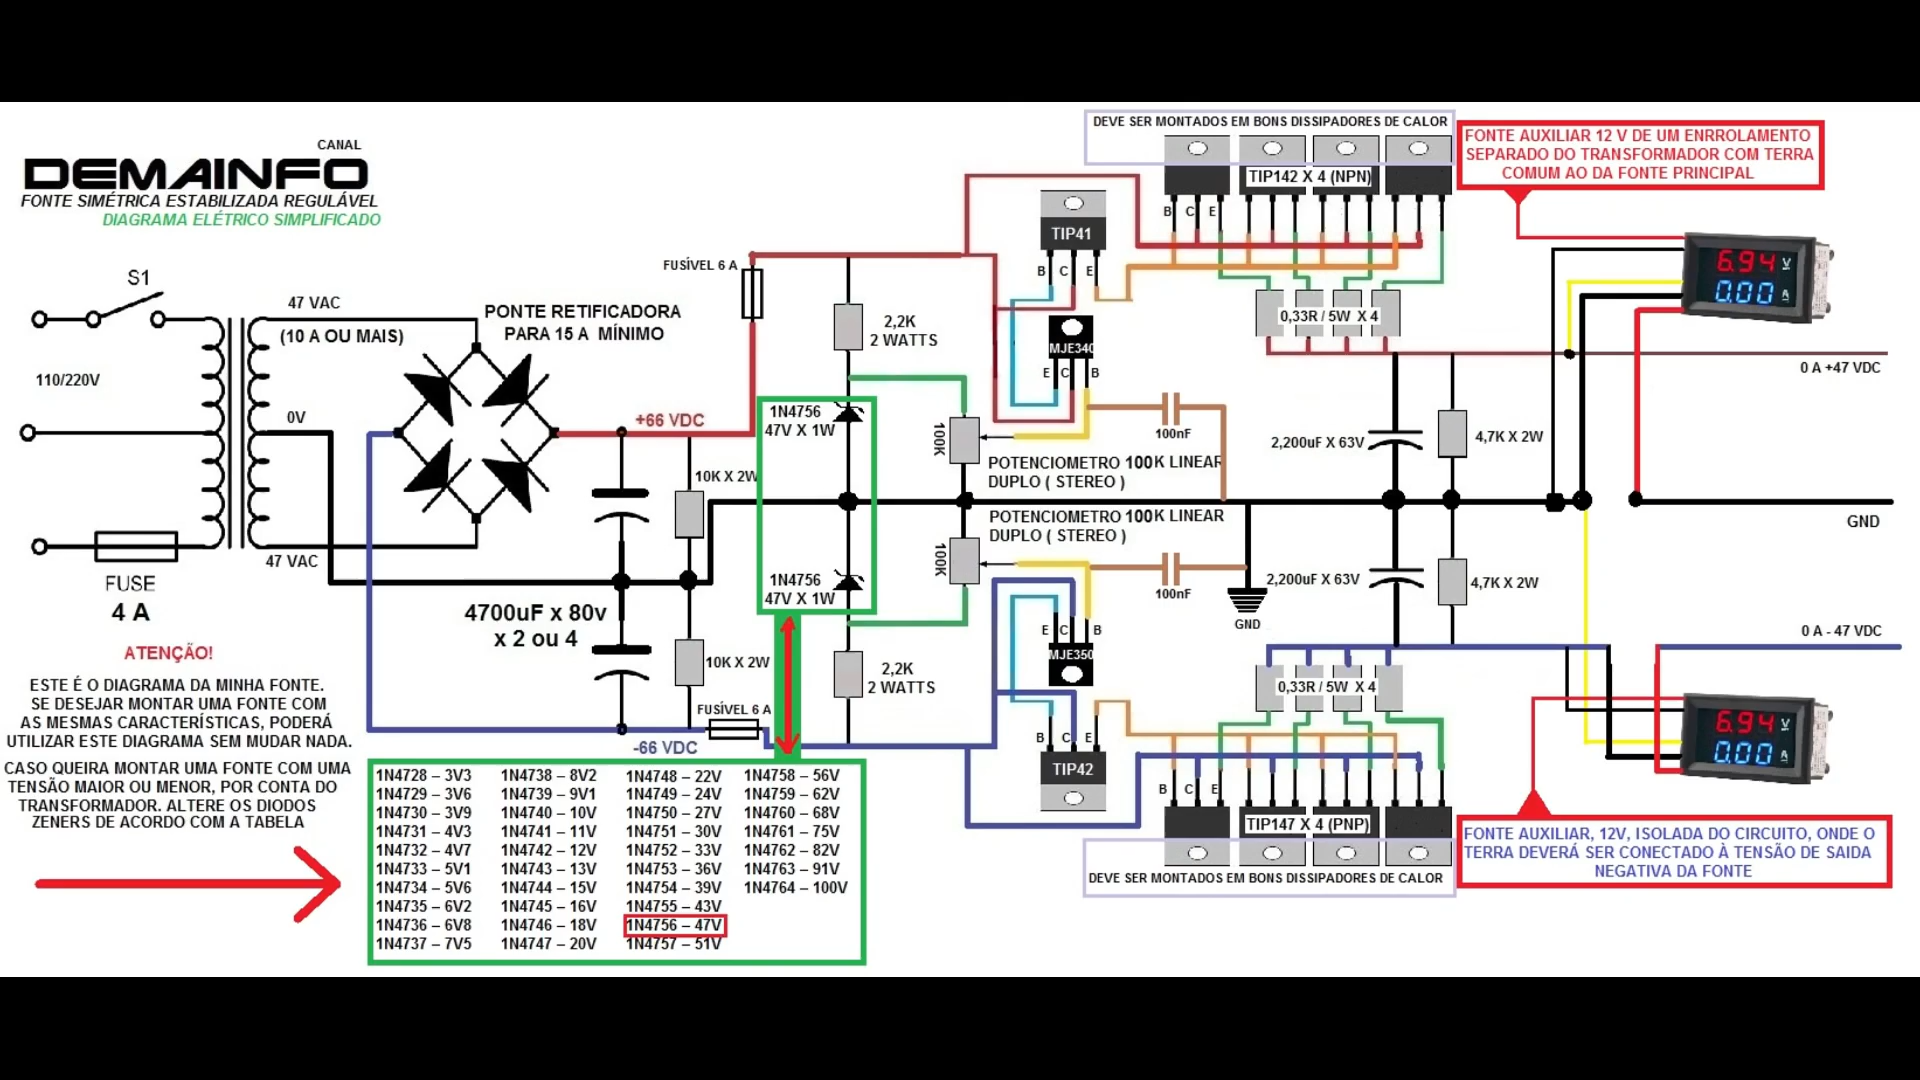 CANAL
DEMAINFO
FONTE SIMÉTRICA ESTABILIZADA REGULÁVEL
DIAGRAMA ELÉTRICO SIMPLIFICADO
S1
110/220V
FUSE
4 A
47 VAC
(10 A OU MAIS)
0V
47 VAC
PONTE RETIFICADORA
PARA 15 A MÍNIMO
+66 VDC
FUSÍVEL 6 A
10K X 2W
4700uF x 80v
x 2 ou 4
10K X 2W
FUSÍVEL 6 A
-66 VDC
2,2K
2 WATTS
1N4756
47V X 1W
1N4756
47V X 1W
2,2K
2 WATTS
100K
POTENCIOMETRO 100K LINEAR
DUPLO ( STEREO )
POTENCIOMETRO 100K LINEAR
DUPLO ( STEREO )
100K
TIP41
B C E
MJE340
E C B
100nF
100nF
GND
E C B
MJE350
B C E
TIP42
DEVE SER MONTADOS EM BONS DISSIPADORES DE CALOR
TIP142 X 4 (NPN)
B C E
0,33R / 5W X 4
2,200uF X 63V
4,7K X 2W
2,200uF X 63V
4,7K X 2W
0,33R / 5W X 4
B C E
TIP147 X 4 (PNP)
DEVE SER MONTADOS EM BONS DISSIPADORES DE CALOR
FONTE AUXILIAR 12 V DE UM ENRROLAMENTO
SEPARADO DO TRANSFORMADOR COM TERRA
COMUM AO DA FONTE PRINCIPAL
6.94 V
0.00 A
0 A +47 VDC
GND
0 A - 47 VDC
6.94 V
0.00 A
FONTE AUXILIAR, 12V, ISOLADA DO CIRCUITO, ONDE O
TERRA DEVERÁ SER CONECTADO À TENSÃO DE SAIDA
NEGATIVA DA FONTE
ATENÇÃO!
ESTE É O DIAGRAMA DA MINHA FONTE.
SE DESEJAR MONTAR UMA FONTE COM
AS MESMAS CARACTERÍSTICAS, PODERÁ
UTILIZAR ESTE DIAGRAMA SEM MUDAR NADA.
CASO QUEIRA MONTAR UMA FONTE COM UMA
TENSÃO MAIOR OU MENOR, POR CONTA DO
TRANSFORMADOR. ALTERE OS DIODOS
ZENERS DE ACORDO COM A TABELA
1N4728 – 3V3 1N4738 – 8V2 1N4748 – 22V 1N4758 – 56V
1N4729 – 3V6 1N4739 – 9V1 1N4749 – 24V 1N4759 – 62V
1N4730 – 3V9 1N4740 – 10V 1N4750 – 27V 1N4760 – 68V
1N4731 – 4V3 1N4741 – 11V 1N4751 – 30V 1N4761 – 75V
1N4732 – 4V7 1N4742 – 12V 1N4752 – 33V 1N4762 – 82V
1N4733 – 5V1 1N4743 – 13V 1N4753 – 36V 1N4763 – 91V
1N4734 – 5V6 1N4744 – 15V 1N4754 – 39V 1N4764 – 100V
1N4735 – 6V2 1N4745 – 16V 1N4755 – 43V
1N4736 – 6V8 1N4746 – 18V 1N4756 – 47V
1N4737 – 7V5 1N4747 – 20V 1N4757 – 51V